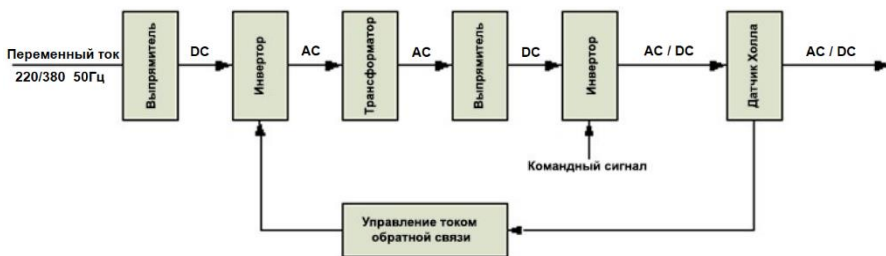 Переменный ток
220/380 50Гц
Выпрямитель
DC
Инвертор
AC
Трансформатор
AC
Выпрямитель
DC
Инвертор
AC / DC
Датчик Холла
AC / DC
Командный сигнал
Управление током
обратной связи